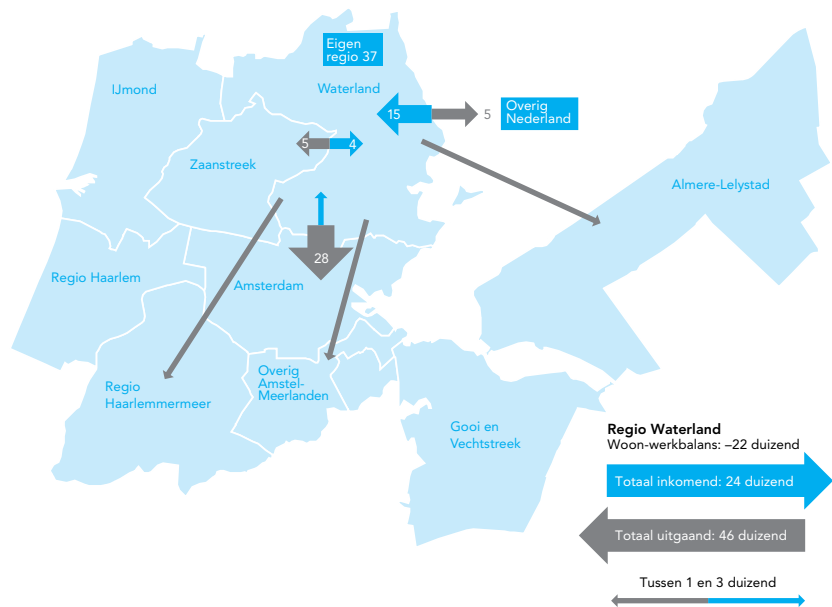 Eigen
regio 37
IJmond
Waterland
15
5
Overig
Nederland
5
4
Zaanstreek
Almere-Lelystad
28
Regio Haarlem
Amsterdam
Overig
Amstel-
Meerlanden
Regio
Haarlemmermeer
Gooi en
Vechtstreek
Regio Waterland
Woon-werkbalans: –22 duizend
Totaal inkomend: 24 duizend
Totaal uitgaand: 46 duizend
Tussen 1 en 3 duizend